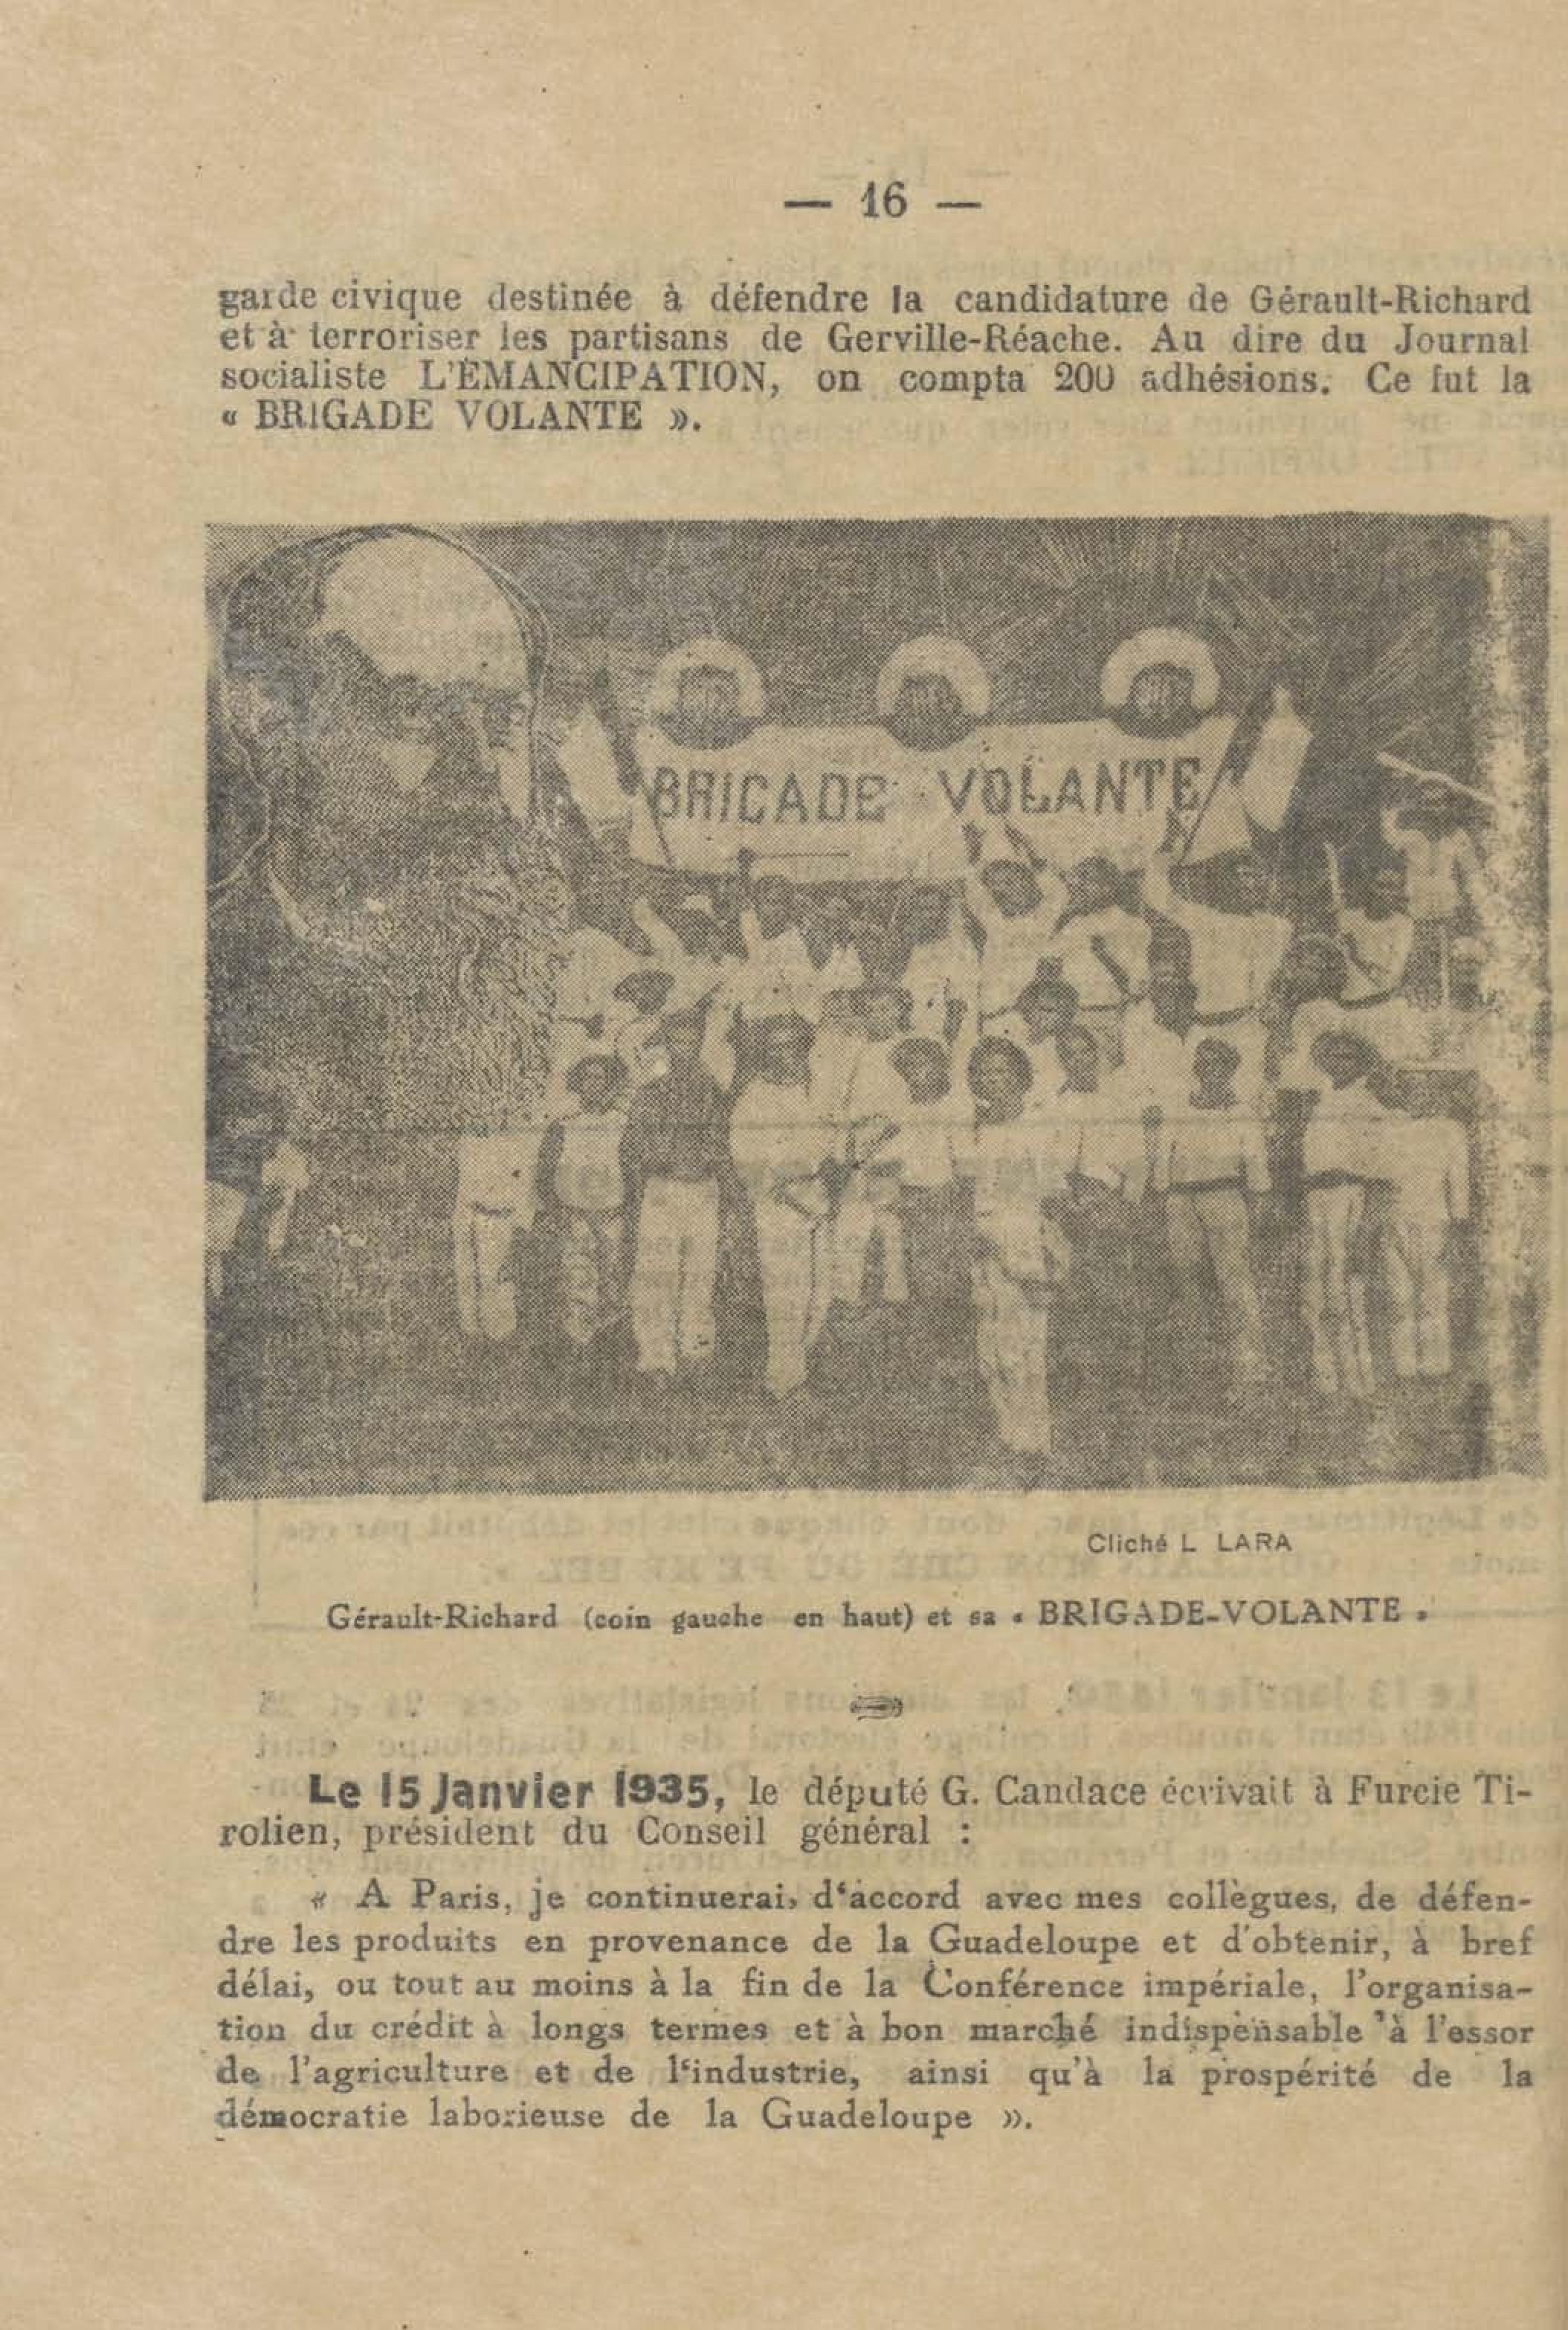 — 16 —
garde civique destinée à défendre la candidature de Gérault-Richard
et à terroriser les partisans de Gerville-Réache. Au dire du Journal
socialiste L'ÉMANCIPATION, on compta 200 adhésions. Ce fut la
« BRIGADE VOLANTE ».
BRIGADE VOLANTE
Cliché L LARA
Gérault-Richard (coin gauche en haut) et sa « BRIGADE-VOLANTE »
Le 15 Janvier 1935, le député G. Candace écrivait à Furcie Ti-
rolien, président du Conseil général :
« A Paris, je continuerai, d'accord avec mes collègues, de défen-
dre les produits en provenance de la Guadeloupe et d'obtenir, à bref
délai, ou tout au moins à la fin de la Conférence impériale, l'organisa-
tion du crédit à longs termes et à bon marché indispensable 'à l'essor
de l'agriculture et de l'industrie, ainsi qu'à la prospérité de la
démocratie laborieuse de la Guadeloupe ».